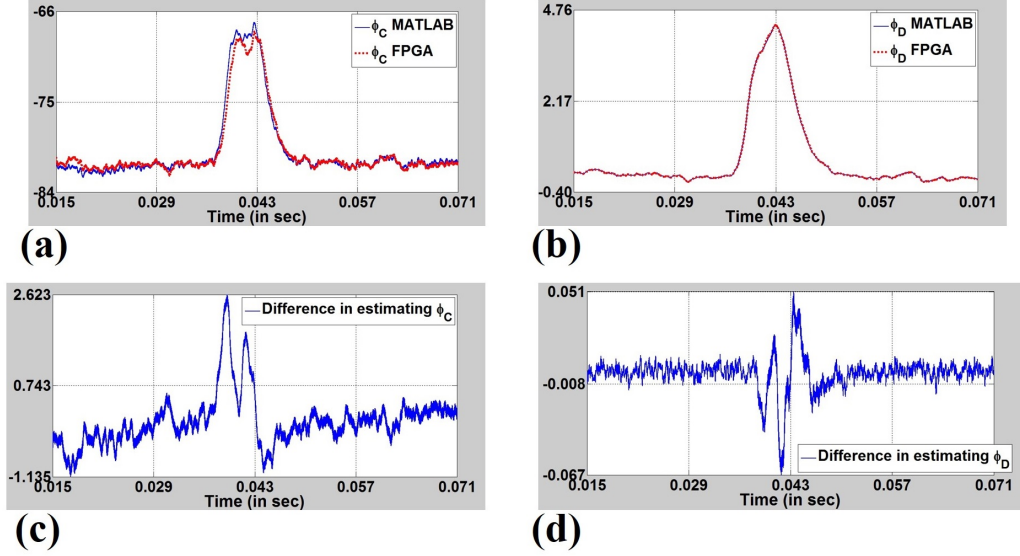 -66
ϕC MATLAB
ϕC FPGA
-75
-84
0.015 0.029 0.043 0.057 0.071
Time (in sec)
(a)
4.76
ϕD MATLAB
ϕD FPGA
2.17
-0.40
0.015 0.029 0.043 0.057 0.071
Time (in sec)
(b)
2.623
Difference in estimating ϕC
0.743
-1.135
0.015 0.029 0.043 0.057 0.071
Time (in sec)
(c)
0.051
-0.008
Difference in estimating ϕD
-0.067
0.015 0.029 0.043 0.057 0.071
Time (in sec)
(d)